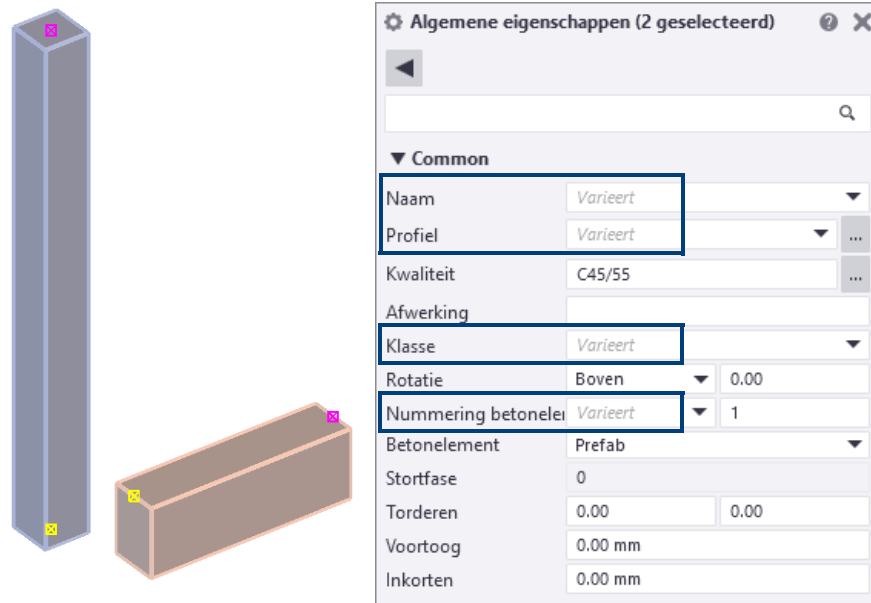 Algemene eigenschappen (2 geselecteerd)
Common
Naam Varieert
Profiel Varieert ...
Kwaliteit C45/55 ...
Afwerking
Klasse Varieert
Rotatie Boven 0.00
Nummering betonele Varieert 1
Betonelement Prefab
Stortfase 0
Torderen 0.00 0.00
Voortoog 0.00 mm
Inkorten 0.00 mm